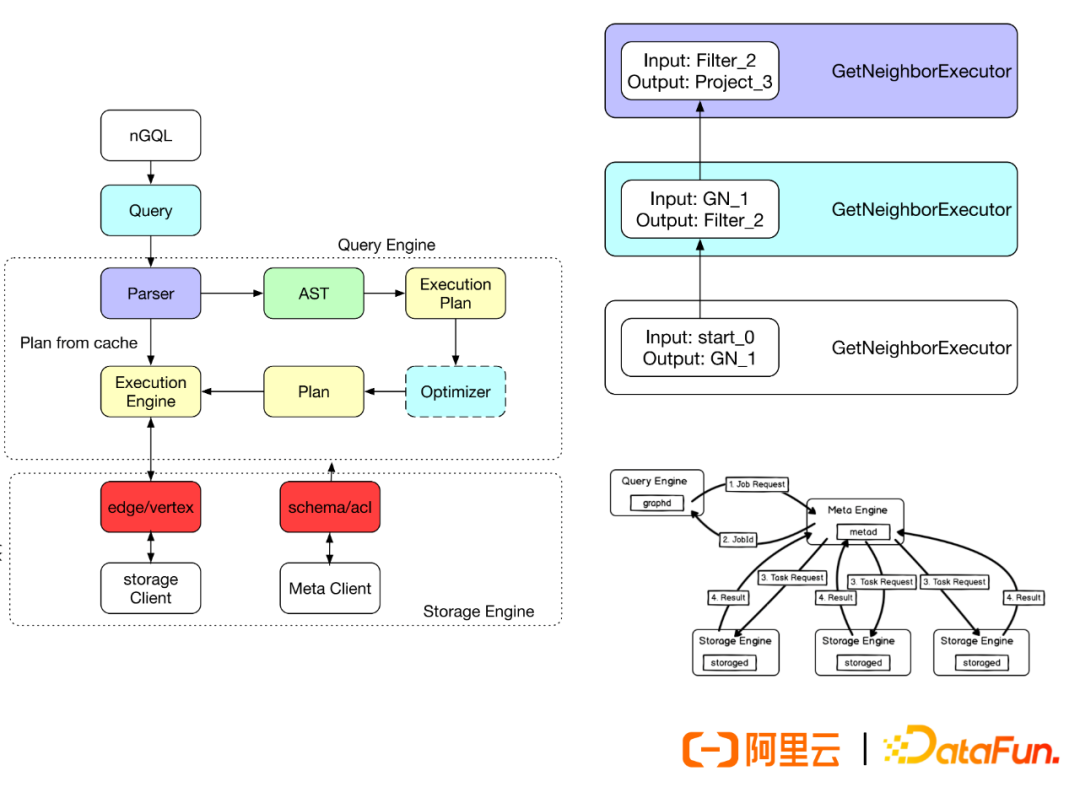 nGQL
Query
Query Engine
Parser
AST
Execution
Plan
Plan from cache
Execution
Engine
Plan
Optimizer
edge/vertex
schema/acl
storage
Client
Meta Client
Storage Engine
Input: Filter_2
Output: Project_3
GetNeighborExecutor
Input: GN_1
Output: Filter_2
GetNeighborExecutor
Input: start_0
Output: GN_1
GetNeighborExecutor
Query Engine
graphd
1. Job Request
2. JobId
Meta Engine
metad
3. Task Request
3. Task Request
3. Task Request
4. Result
4. Result
4. Result
Storage Engine
storaged
Storage Engine
storaged
Storage Engine
storaged
阿里云
DataFun.